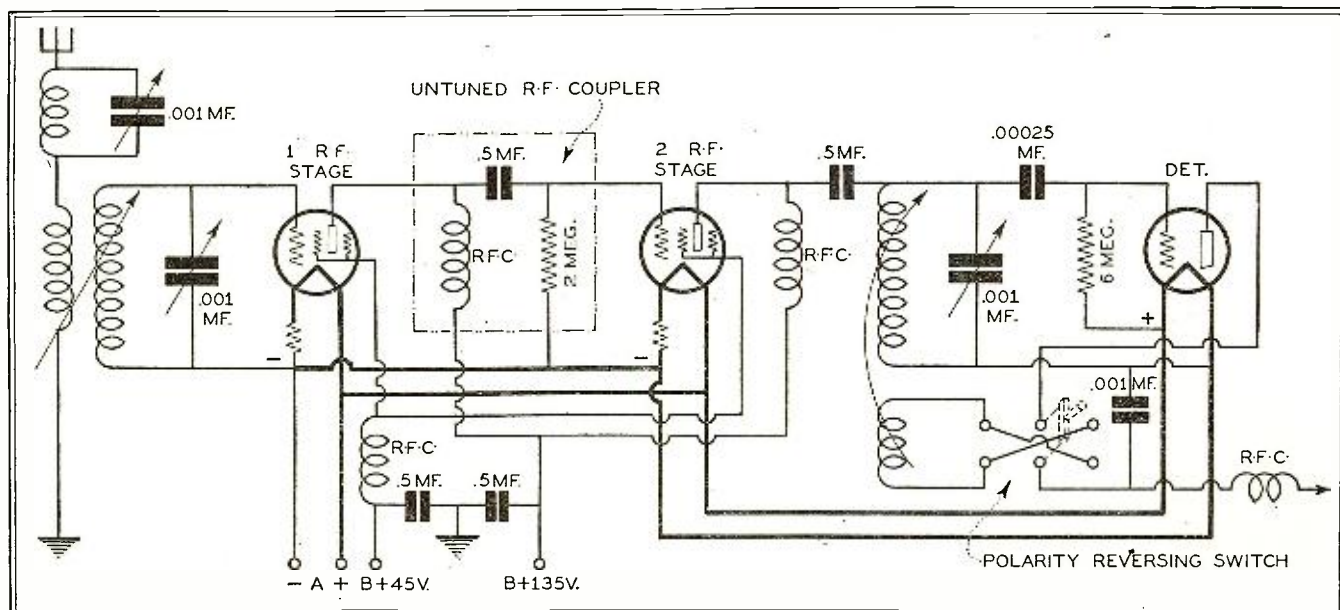 UNTUNED R.F. COUPLER
.001 MF.
1 R.F.
STAGE
.5 MF.
2 R.F.
STAGE
.5 MF.
.00025
MF.
DET.
.001
MF.
R.F.C.
2 MEG.
R.F.C.
.001
MF.
6 MEG.
+
-
-
.001 MF.
R.F.C.
.5 MF.
.5 MF.
R.F.C.
POLARITY REVERSING SWITCH
- A + B+45V.
B+135V.